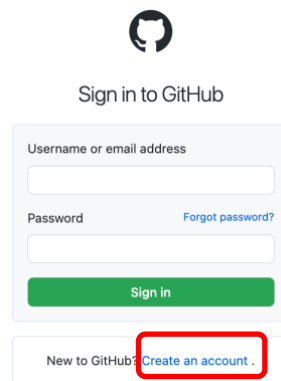 Sign in to GitHub
Username or email address
Password Forgot password?
Sign in
New to GitHub? Create an account .